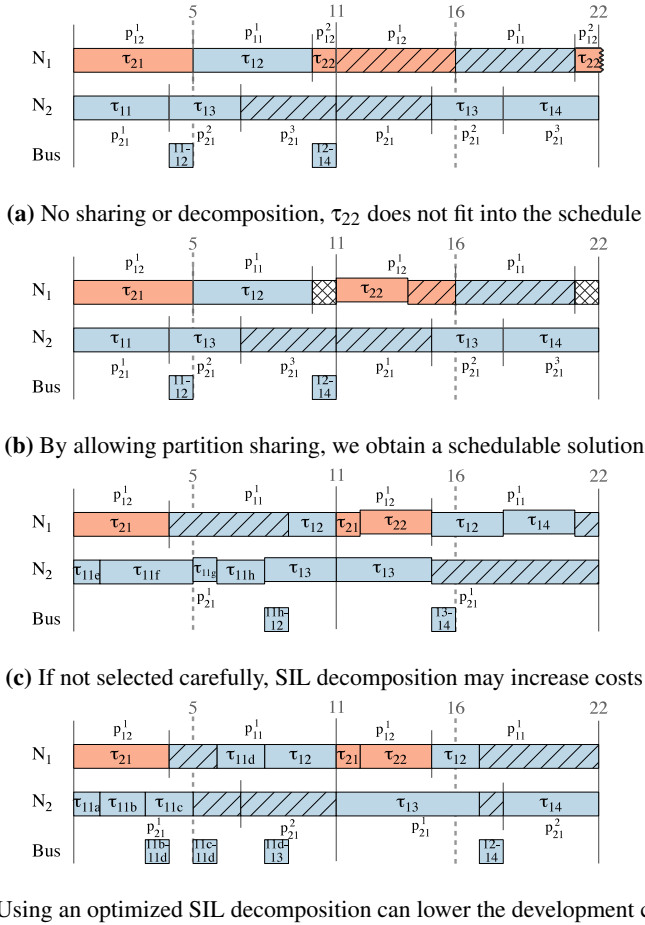 5 11 16 22
p¹₁₂ p¹₁₁ p²₁₂ p¹₁₂ p¹₁₁ p²₁₂
N₁ τ₂₁ τ₁₂ τ₂₂ τ₂₂
N₂ τ₁₁ τ₁₃ τ₁₃ τ₁₄
p¹₂₁ p²₂₁ p³₂₁ p¹₂₁ p²₂₁ p³₂₁
Bus 11-12 12-14
(a) No sharing or decomposition, τ₂₂ does not fit into the schedule
5 11 16 22
p¹₁₂ p¹₁₁ p¹₁₂ p¹₁₁
N₁ τ₂₁ τ₁₂ τ₂₂
N₂ τ₁₁ τ₁₃ τ₁₃ τ₁₄
p¹₂₁ p²₂₁ p³₂₁ p¹₂₁ p²₂₁ p³₂₁
Bus 11-12 12-14
(b) By allowing partition sharing, we obtain a schedulable solution
5 11 16 22
p¹₁₂ p¹₁₁ p¹₁₂ p¹₁₁
N₁ τ₂₁ τ₁₂ τ₂₁ τ₂₂ τ₁₂ τ₁₄
N₂ τ₁₁ₑ τ₁₁f τ₁₁g τ₁₁ₕ τ₁₃ τ₁₃
p¹₂₁ p¹₂₁
Bus 11h-12 13-14
(c) If not selected carefully, SIL decomposition may increase costs
5 11 16 22
p¹₁₂ p¹₁₁ p¹₁₂ p¹₁₁
N₁ τ₂₁ τ₁₁d τ₁₂ τ₂₁ τ₂₂ τ₁₂
N₂ τ₁₁ₐ τ₁₁b τ₁₁c τ₁₃ τ₁₄
p¹₂₁ p²₂₁ p¹₂₁ p²₂₁
Bus 11b-11d 11c-11d 11d-13 12-14
Using an optimized SIL decomposition can lower the development c